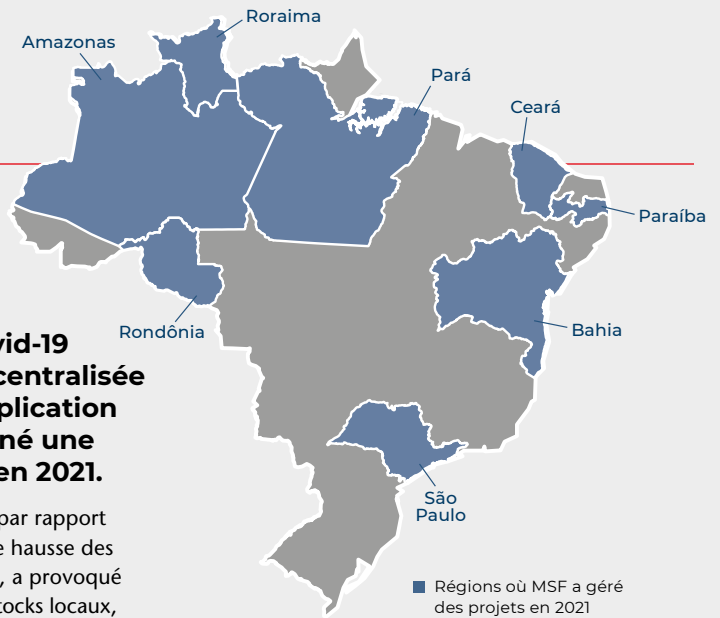 Roraima
Amazonas
Pará
Ceará
Paraíba
Rondônia
Bahia
São
Paulo
vid-19
centralisée
plication
né une
en 2021.
par rapport
e hausse des
, a provoqué
tocks locaux,
Régions où MSF a géré
des projets en 2021